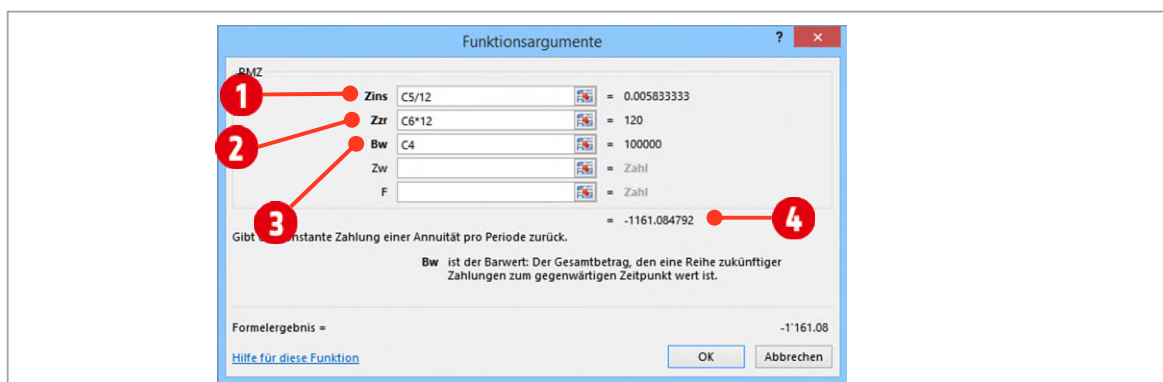 Funktionsargumente ? ×
RMZ
1 Zins C5/12 = 0.005833333
2 Zzr C6*12 = 120
3 Bw C4 = 100000
Zw = Zahl
F = Zahl
= -1161.084792 4
Gibt nstante Zahlung einer Annuität pro Periode zurück.
Bw ist der Barwert: Der Gesamtbetrag, den eine Reihe zukünftiger
Zahlungen zum gegenwärtigen Zeitpunkt wert ist.
Formelergebnis = -1'161.08
Hilfe für diese Funktion OK Abbrechen